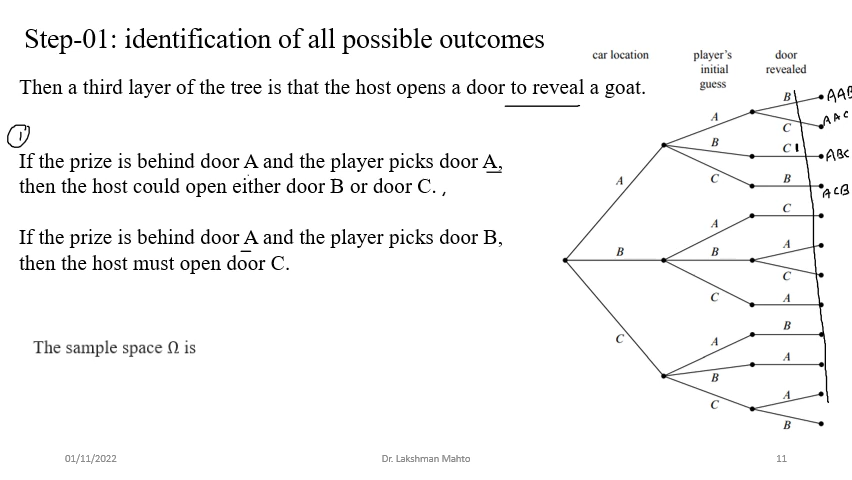 Step-01: identification of all possible outcomes
Then a third layer of the tree is that the host opens a door to reveal a goat.
1
If the prize is behind door A and the player picks door A,
then the host could open either door B or door C. ,
If the prize is behind door A and the player picks door B,
then the host must open door C.
The sample space Ω is
car location
player's
initial
guess
door
revealed
A
B
C
A
B
C
A
B
C
A
B
C
B
C
C
B
C
A
C
A
B
A
A
B
AAB
AAC
ABC
ACB
01/11/2022
Dr. Lakshman Mahto
11